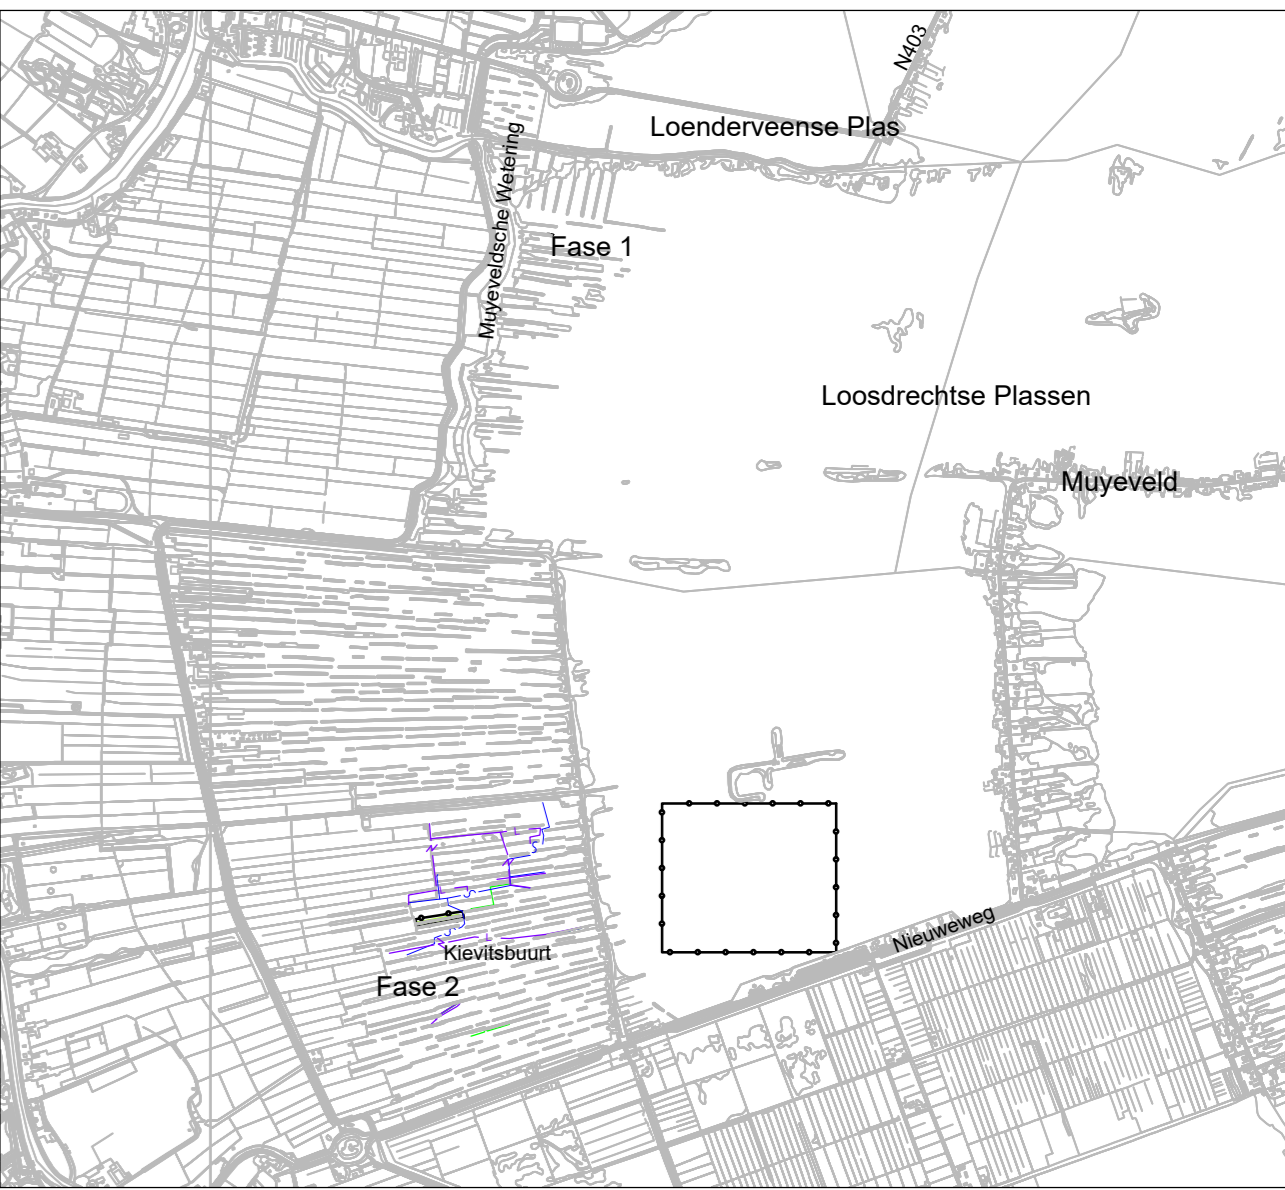 N403
Loenderveense Plas
Muyeveldsche Wetering
Fase 1
Loosdrechtse Plassen
Muyeveld
Nieuweweg
Kievitsbuurt
Fase 2